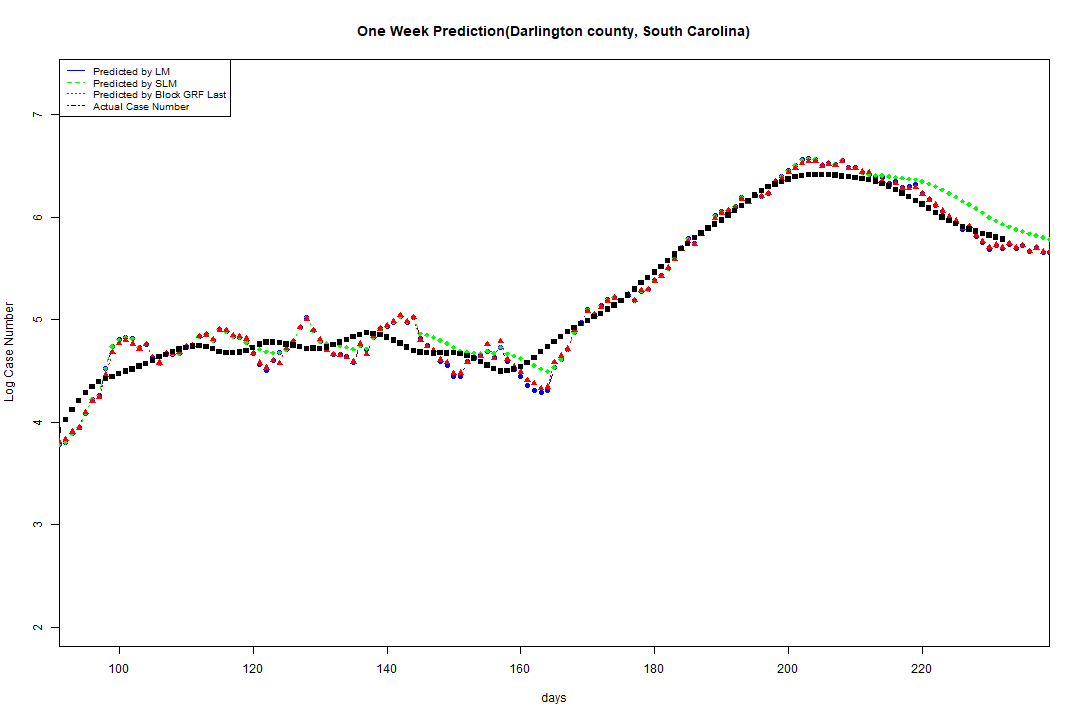 One Week Prediction(Darlington county, South Carolina)
Predicted by LM
Predicted by SLM
Predicted by Block GRF Last
Actual Case Number
7
6
5
4
3
2
Log Case Number
100 120 140 160 180 200 220
days